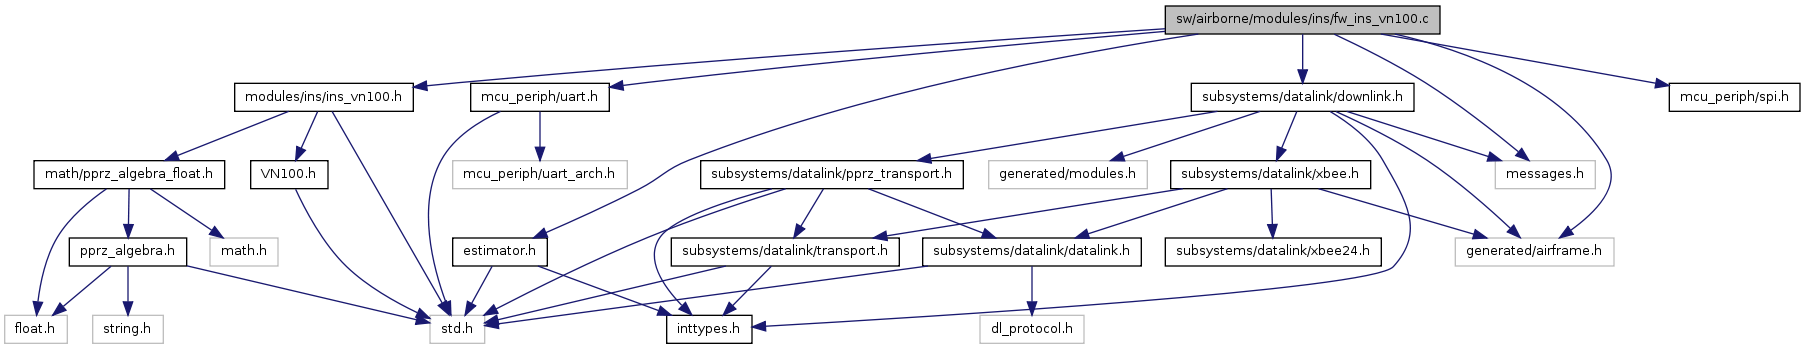 sw/airborne/modules/ins/fw_ins_vn100.c
modules/ins/ins_vn100.h
mcu_periph/uart.h
subsystems/datalink/downlink.h
mcu_periph/spi.h
math/pprz_algebra_float.h
VN100.h
mcu_periph/uart_arch.h
subsystems/datalink/pprz_transport.h
generated/modules.h
subsystems/datalink/xbee.h
messages.h
pprz_algebra.h
math.h
estimator.h
subsystems/datalink/transport.h
subsystems/datalink/datalink.h
subsystems/datalink/xbee24.h
generated/airframe.h
float.h
string.h
std.h
inttypes.h
dl_protocol.h